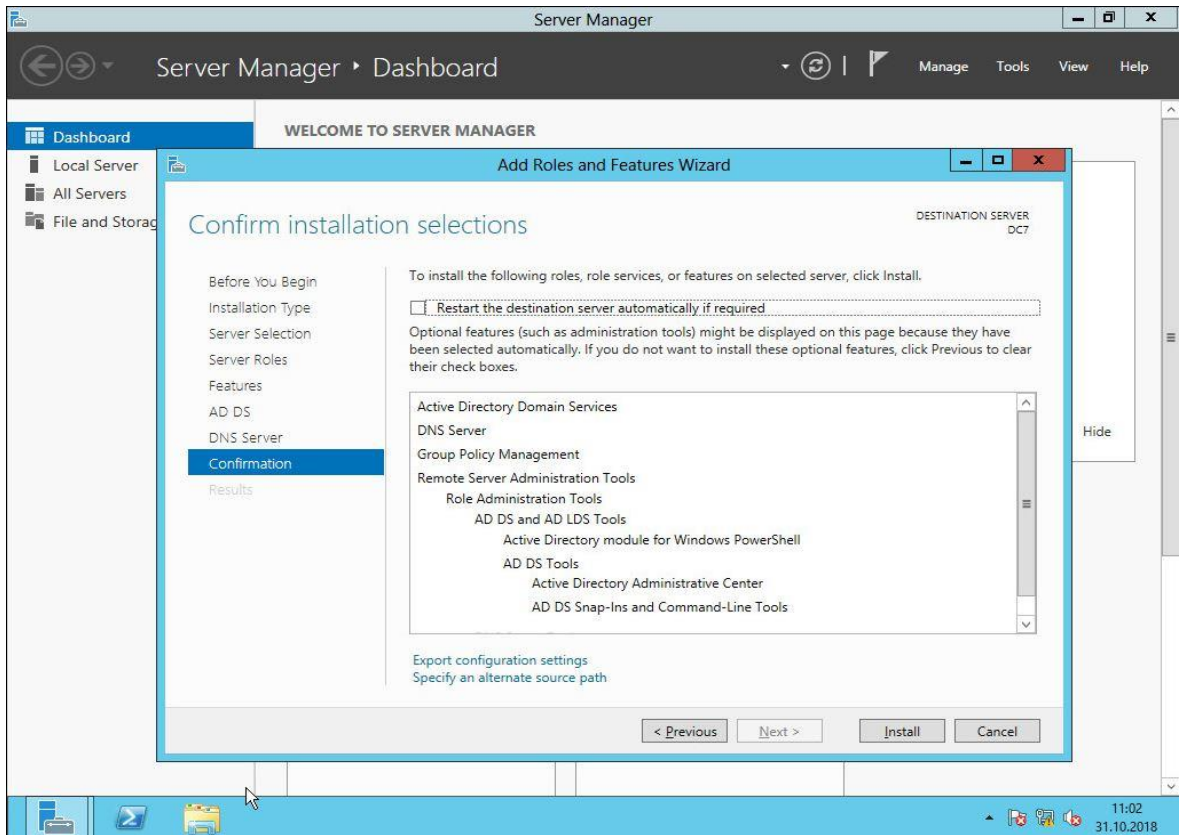 Server Manager
Server Manager ‣ Dashboard
Manage Tools View Help
Dashboard
Local Server
All Servers
File and Storag
WELCOME TO SERVER MANAGER
Hide
Add Roles and Features Wizard
Confirm installation selections
DESTINATION SERVER
DC7
Before You Begin
Installation Type
Server Selection
Server Roles
Features
AD DS
DNS Server
Confirmation
Results
To install the following roles, role services, or features on selected server, click Install.
Restart the destination server automatically if required
Optional features (such as administration tools) might be displayed on this page because they have
been selected automatically. If you do not want to install these optional features, click Previous to clear
their check boxes.
Active Directory Domain Services
DNS Server
Group Policy Management
Remote Server Administration Tools
Role Administration Tools
AD DS and AD LDS Tools
Active Directory module for Windows PowerShell
AD DS Tools
Active Directory Administrative Center
AD DS Snap-Ins and Command-Line Tools
Export configuration settings
Specify an alternate source path
< Previous Next > Install Cancel
11:02
31.10.2018